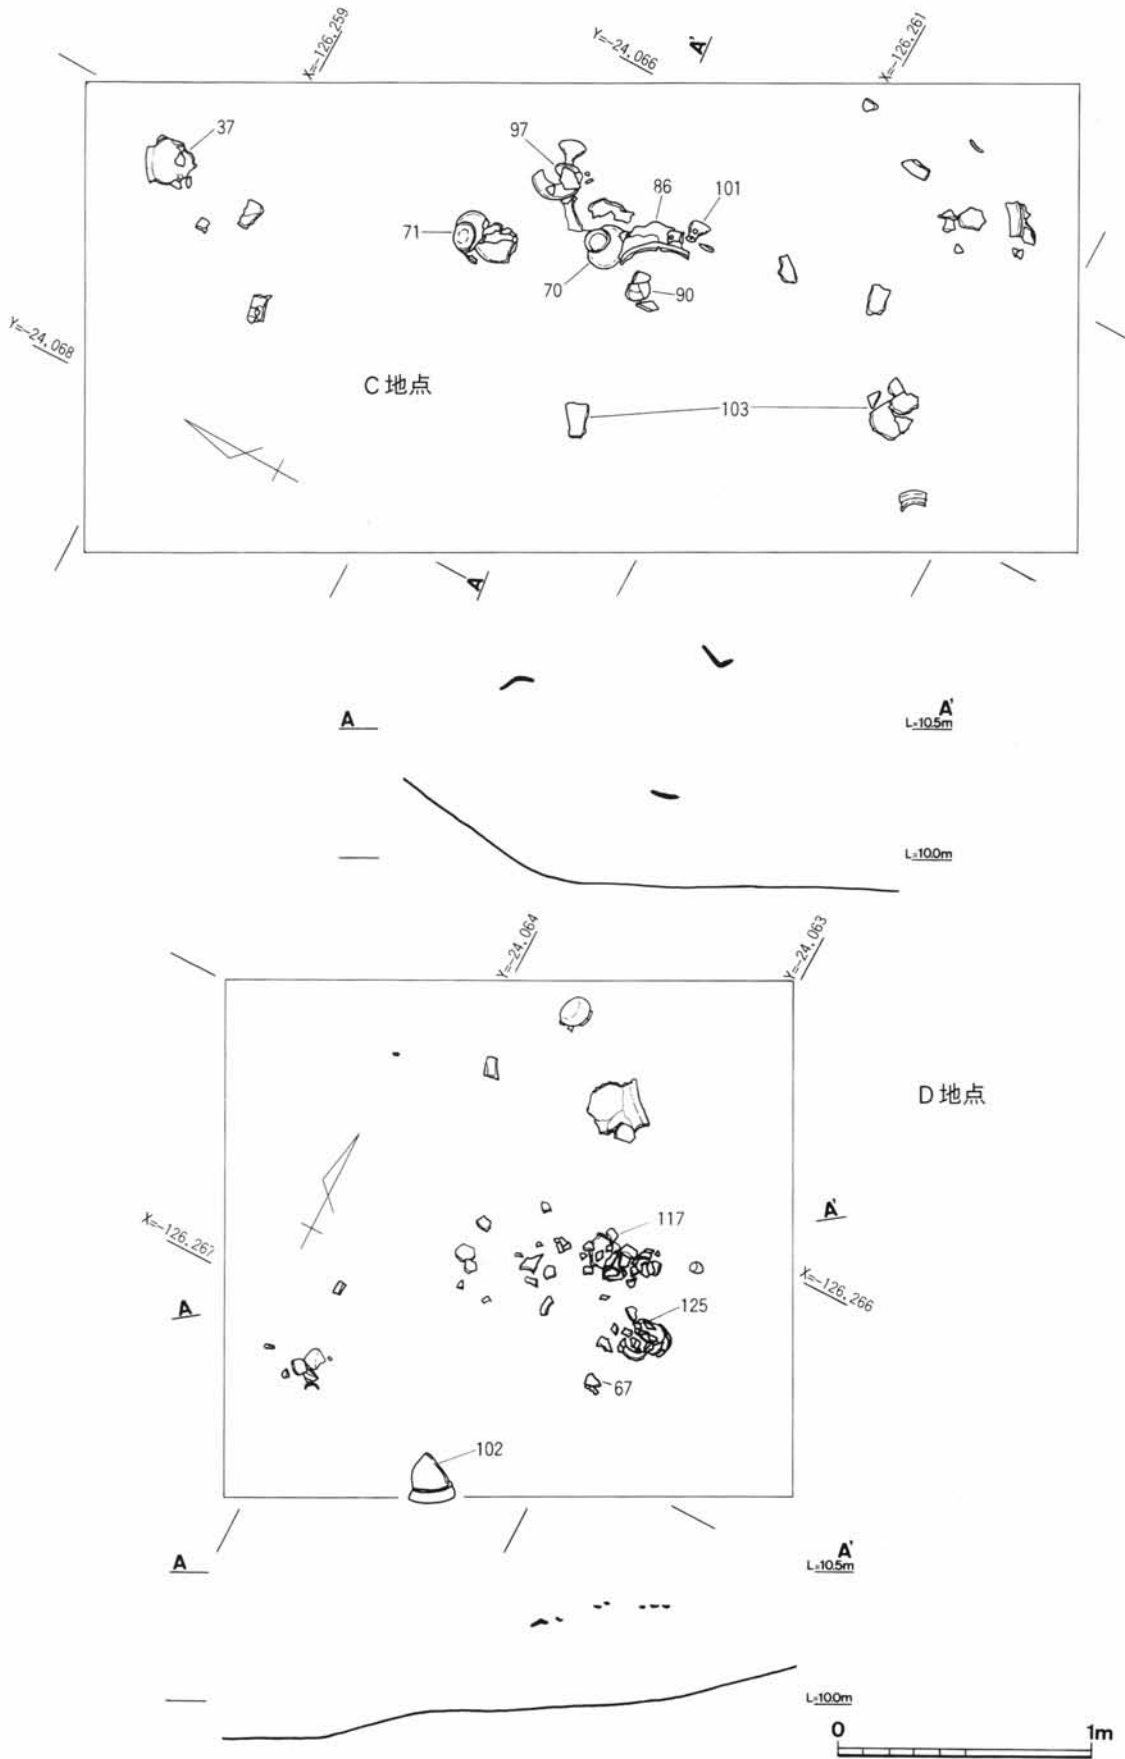 X=-126.259
Y=-24.066
A'
X=-126.261
37
97
86
101
71
70
90
Y=-24.068
C地点
103
A
A
A'
L=10.5m
L=10.0m
Y=-24.064
Y=-24.063
D地点
A'
117
X=-126.267
X=-126.266
A
125
67
102
A
A'
L=10.5m
L=10.0m
0
1m